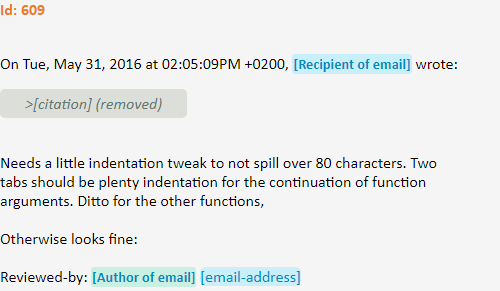 Id: 609
On Tue, May 31, 2016 at 02:05:09PM +0200, [Recipient of email] wrote:
>[citation] (removed)
Needs a little indentation tweak to not spill over 80 characters. Two
tabs should be plenty indentation for the continuation of function
arguments. Ditto for the other functions,
Otherwise looks fine:
Reviewed-by: [Author of email] [email-address]